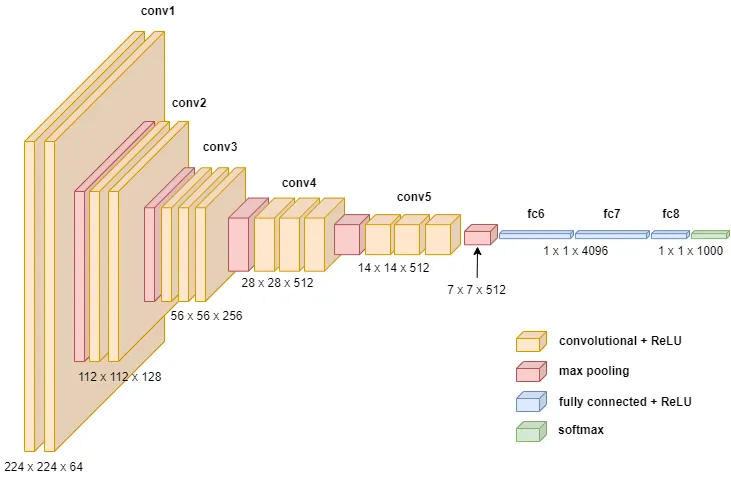 conv1
conv2
conv3
conv4
conv5
fc6
fc7
fc8
1 x 1 x 4096
1 x 1 x 1000
28 x 28 x 512
14 x 14 x 512
7 x 7 x 512
56 x 56 x 256
112 x 112 x 128
224 x 224 x 64
convolutional + ReLU
max pooling
fully connected + ReLU
softmax